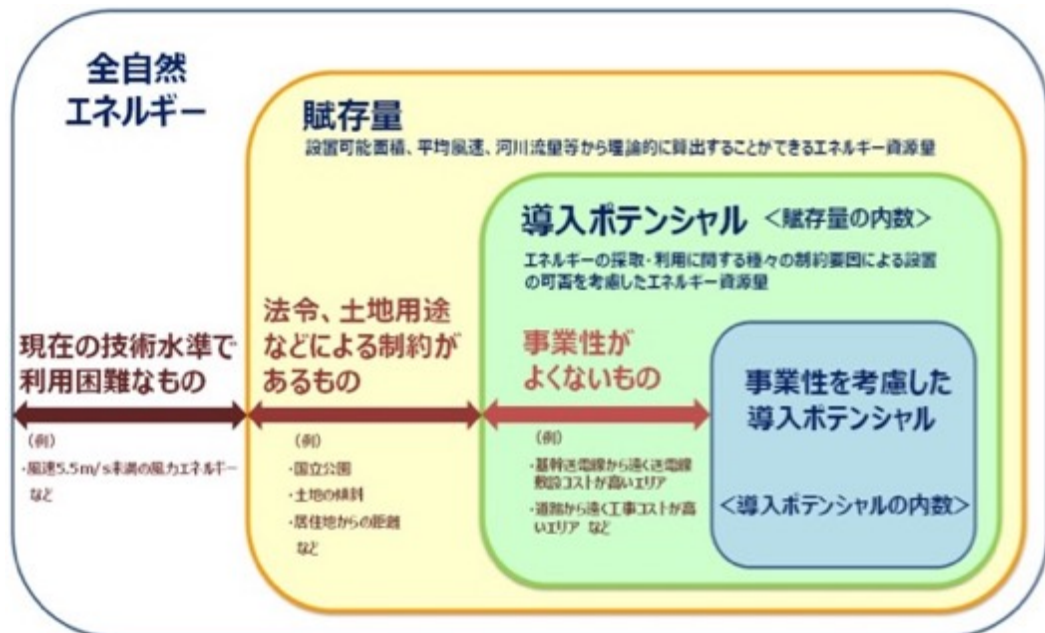 全自然
エネルギー
賦存量
設置可能面積、平均風速、河川流量等から理論的に算出することができるエネルギー資源量
導入ポテンシャル <賦存量の内数>
エネルギーの採取・利用に関する種々の制約要因による設置
の可否を考慮したエネルギー資源量
現在の技術水準で
利用困難なもの
(例)
・風速5.5m/s未満の風力エネルギー
など
法令、土地用途
などによる制約が
あるもの
(例)
・国立公園
・土地の傾斜
・居住地からの距離
など
事業性が
よくないもの
(例)
・基幹送電線から遠く送電線
敷設コストが高いエリア
・道路から遠く工事コストが高
いエリア など
事業性を考慮した
導入ポテンシャル
<導入ポテンシャルの内数>